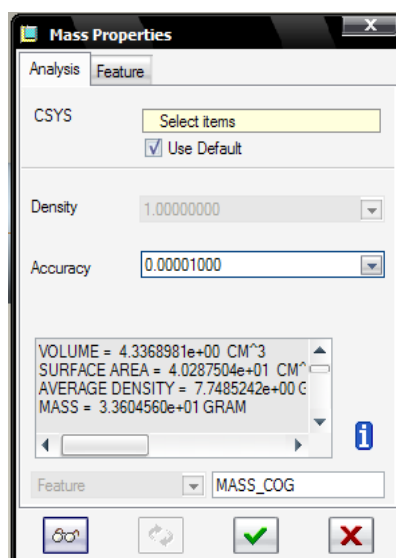 Mass Properties
Analysis Feature
CSYS
Select items
Use Default
Density 1.00000000
Accuracy 0.00001000
VOLUME = 4.3368981e+00 CM^3
SURFACE AREA = 4.0287504e+01 CM^
AVERAGE DENSITY = 7.7485242e+00 G
MASS = 3.3604560e+01 GRAM
Feature MASS_COG